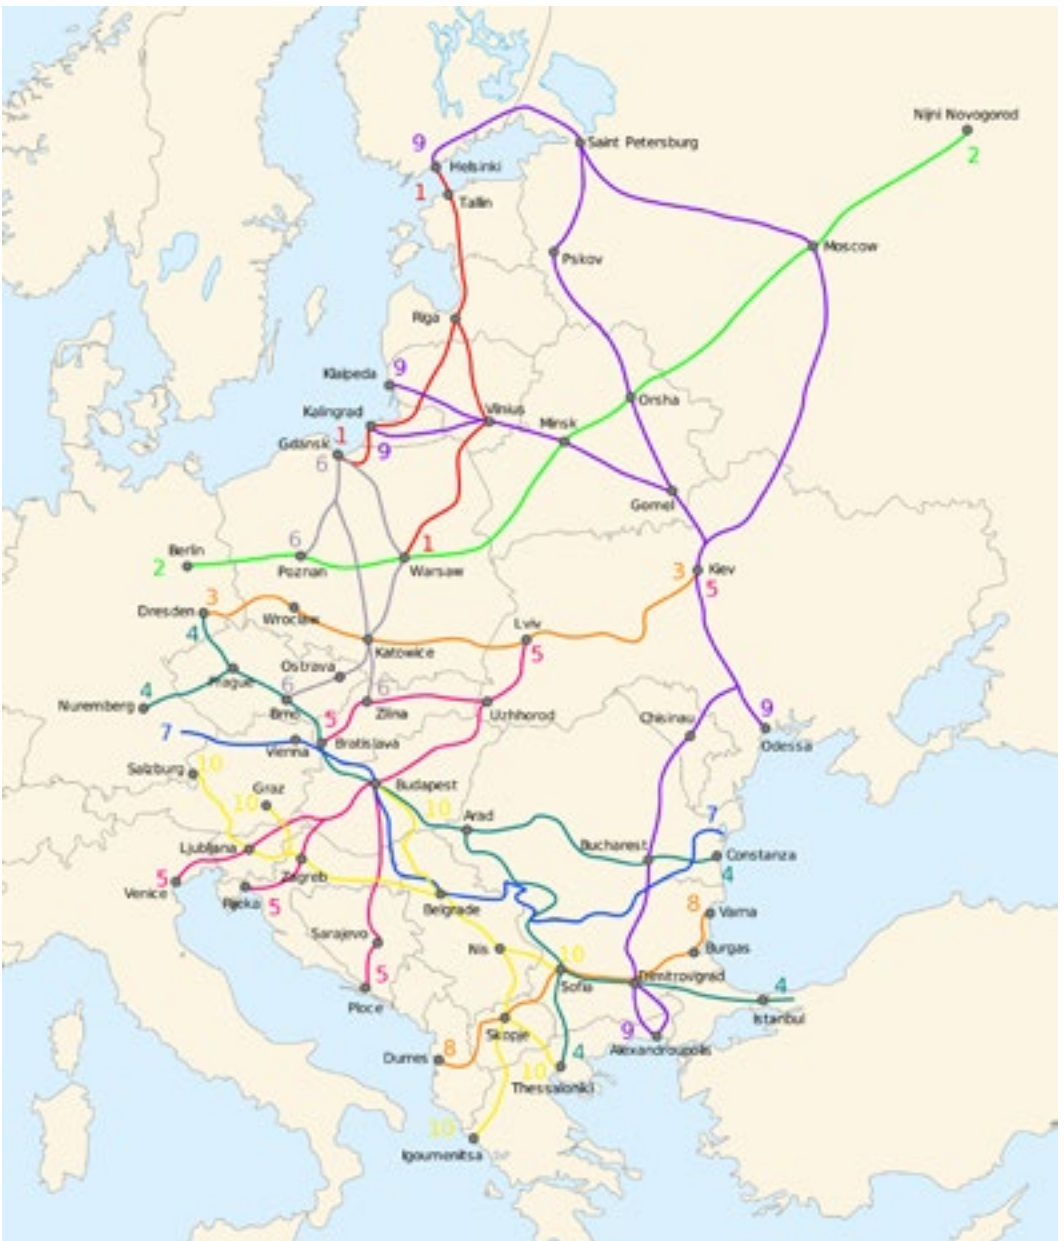 Nijni Novogorod
2
9
Saint Petersburg
Helsinki
1
Tallin
Moscow
Pskov
Riga
Klaipeda
9
Orsha
Kalingrad
Vinius
Minsk
Gdansk
1
9
6
Gomel
6
1
Berlin
2
Poznan
Warsaw
3
Kiev
5
3
Dresden
Wroclaw
Lviv
4
Katowice
5
Ostrava
Prague
6
6
4
Nuremberg
Brno
Zilina
Uzhhorod
Chisinau
9
Odessa
7
5
Vienna
Bratislava
Salzburg
10
Graz
Budapest
10
10
Arad
7
Ljubljana
Bucharest
Constanza
4
Zagreb
5
Venice
Rijeka
5
Belgrade
8
Varna
Sarajevo
Nis
10
Burgas
5
Sofia
Dimitrovgrad
4
Ploce
Istanbul
Skopje
9
Alexandroupolis
Durres
8
4
10
Thessaloniki
10
Igoumenitsa